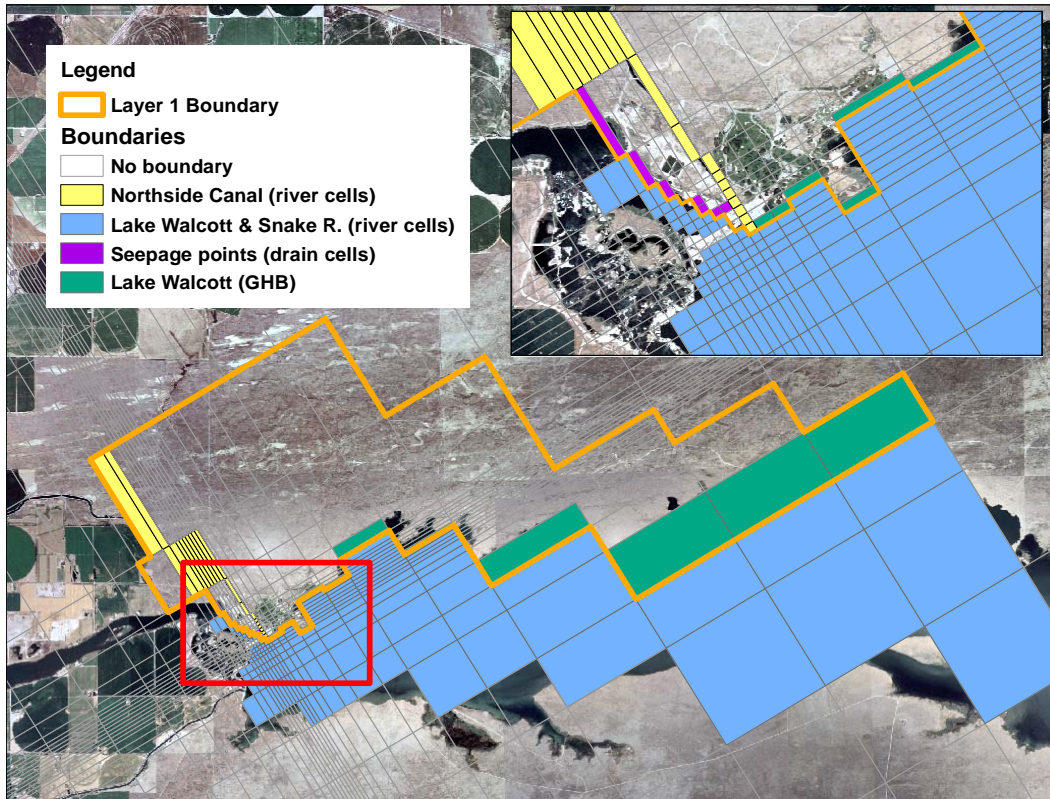 Legend
Layer 1 Boundary
Boundaries
No boundary
Northside Canal (river cells)
Lake Walcott & Snake R. (river cells)
Seepage points (drain cells)
Lake Walcott (GHB)